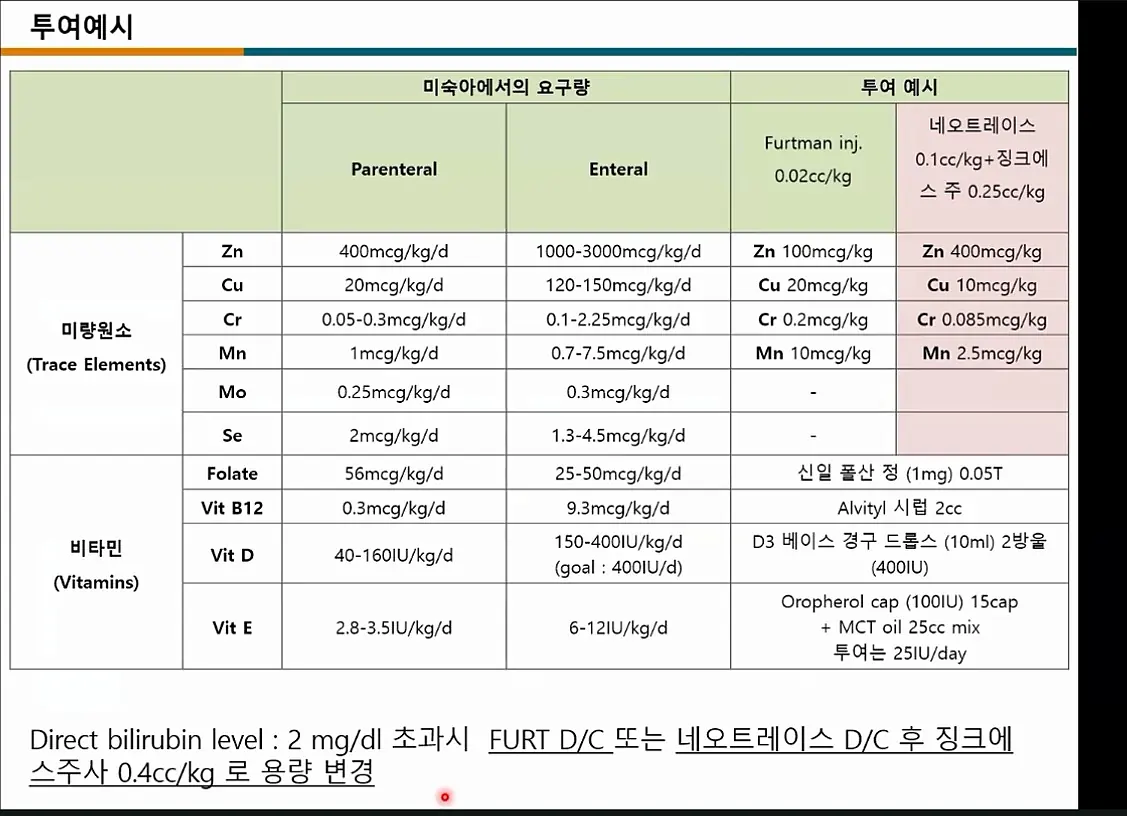 투여예시
미숙아에서의 요구량 투여 예시
Parenteral Enteral Furtman inj. 0.02cc/kg 네오트레이스 0.1cc/kg+징크에스 주 0.25cc/kg
미량원소 (Trace Elements)
Zn 400mcg/kg/d 1000-3000mcg/kg/d Zn 100mcg/kg Zn 400mcg/kg
Cu 20mcg/kg/d 120-150mcg/kg/d Cu 20mcg/kg Cu 10mcg/kg
Cr 0.05-0.3mcg/kg/d 0.1-2.25mcg/kg/d Cr 0.2mcg/kg Cr 0.085mcg/kg
Mn 1mcg/kg/d 0.7-7.5mcg/kg/d Mn 10mcg/kg Mn 2.5mcg/kg
Mo 0.25mcg/kg/d 0.3mcg/kg/d -
Se 2mcg/kg/d 1.3-4.5mcg/kg/d -
비타민 (Vitamins)
Folate 56mcg/kg/d 25-50mcg/kg/d 신일 폴산 정 (1mg) 0.05T
Vit B12 0.3mcg/kg/d 9.3mcg/kg/d Alvityl 시럽 2cc
Vit D 40-160IU/kg/d 150-400IU/kg/d (goal : 400IU/d) D3 베이스 경구 드롭스 (10ml) 2방울 (400IU)
Vit E 2.8-3.5IU/kg/d 6-12IU/kg/d Oropherol cap (100IU) 15cap + MCT oil 25cc mix 투여는 25IU/day
Direct bilirubin level : 2 mg/dl 초과시 FURT D/C 또는 네오트레이스 D/C 후 징크에
스주사 0.4cc/kg 로 용량 변경